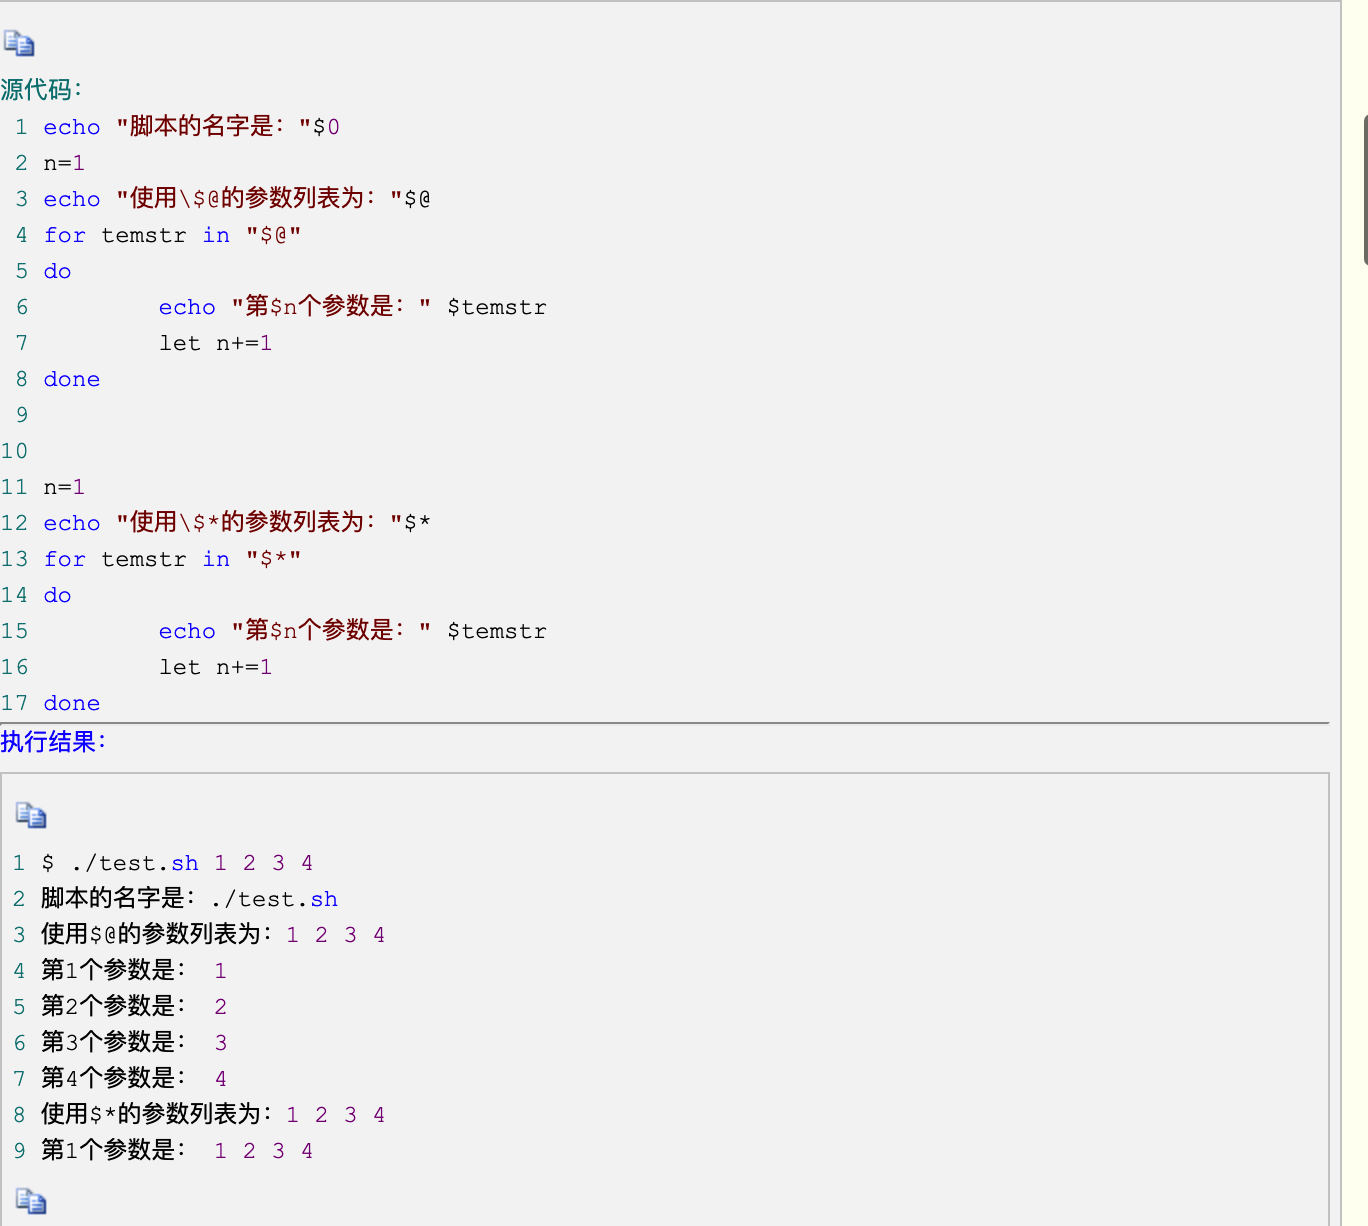 源代码：
1 echo "脚本的名字是："$0
2 n=1
3 echo "使用\$@的参数列表为："$@
4 for temstr in "$@"
5 do
6         echo "第$n个参数是：" $temstr
7         let n+=1
8 done
9
10
11 n=1
12 echo "使用\$*的参数列表为："$*
13 for temstr in "$*"
14 do
15         echo "第$n个参数是：" $temstr
16         let n+=1
17 done
执行结果：
1 $ ./test.sh 1 2 3 4
2 脚本的名字是：./test.sh
3 使用$@的参数列表为：1 2 3 4
4 第1个参数是： 1
5 第2个参数是： 2
6 第3个参数是： 3
7 第4个参数是： 4
8 使用$*的参数列表为：1 2 3 4
9 第1个参数是： 1 2 3 4